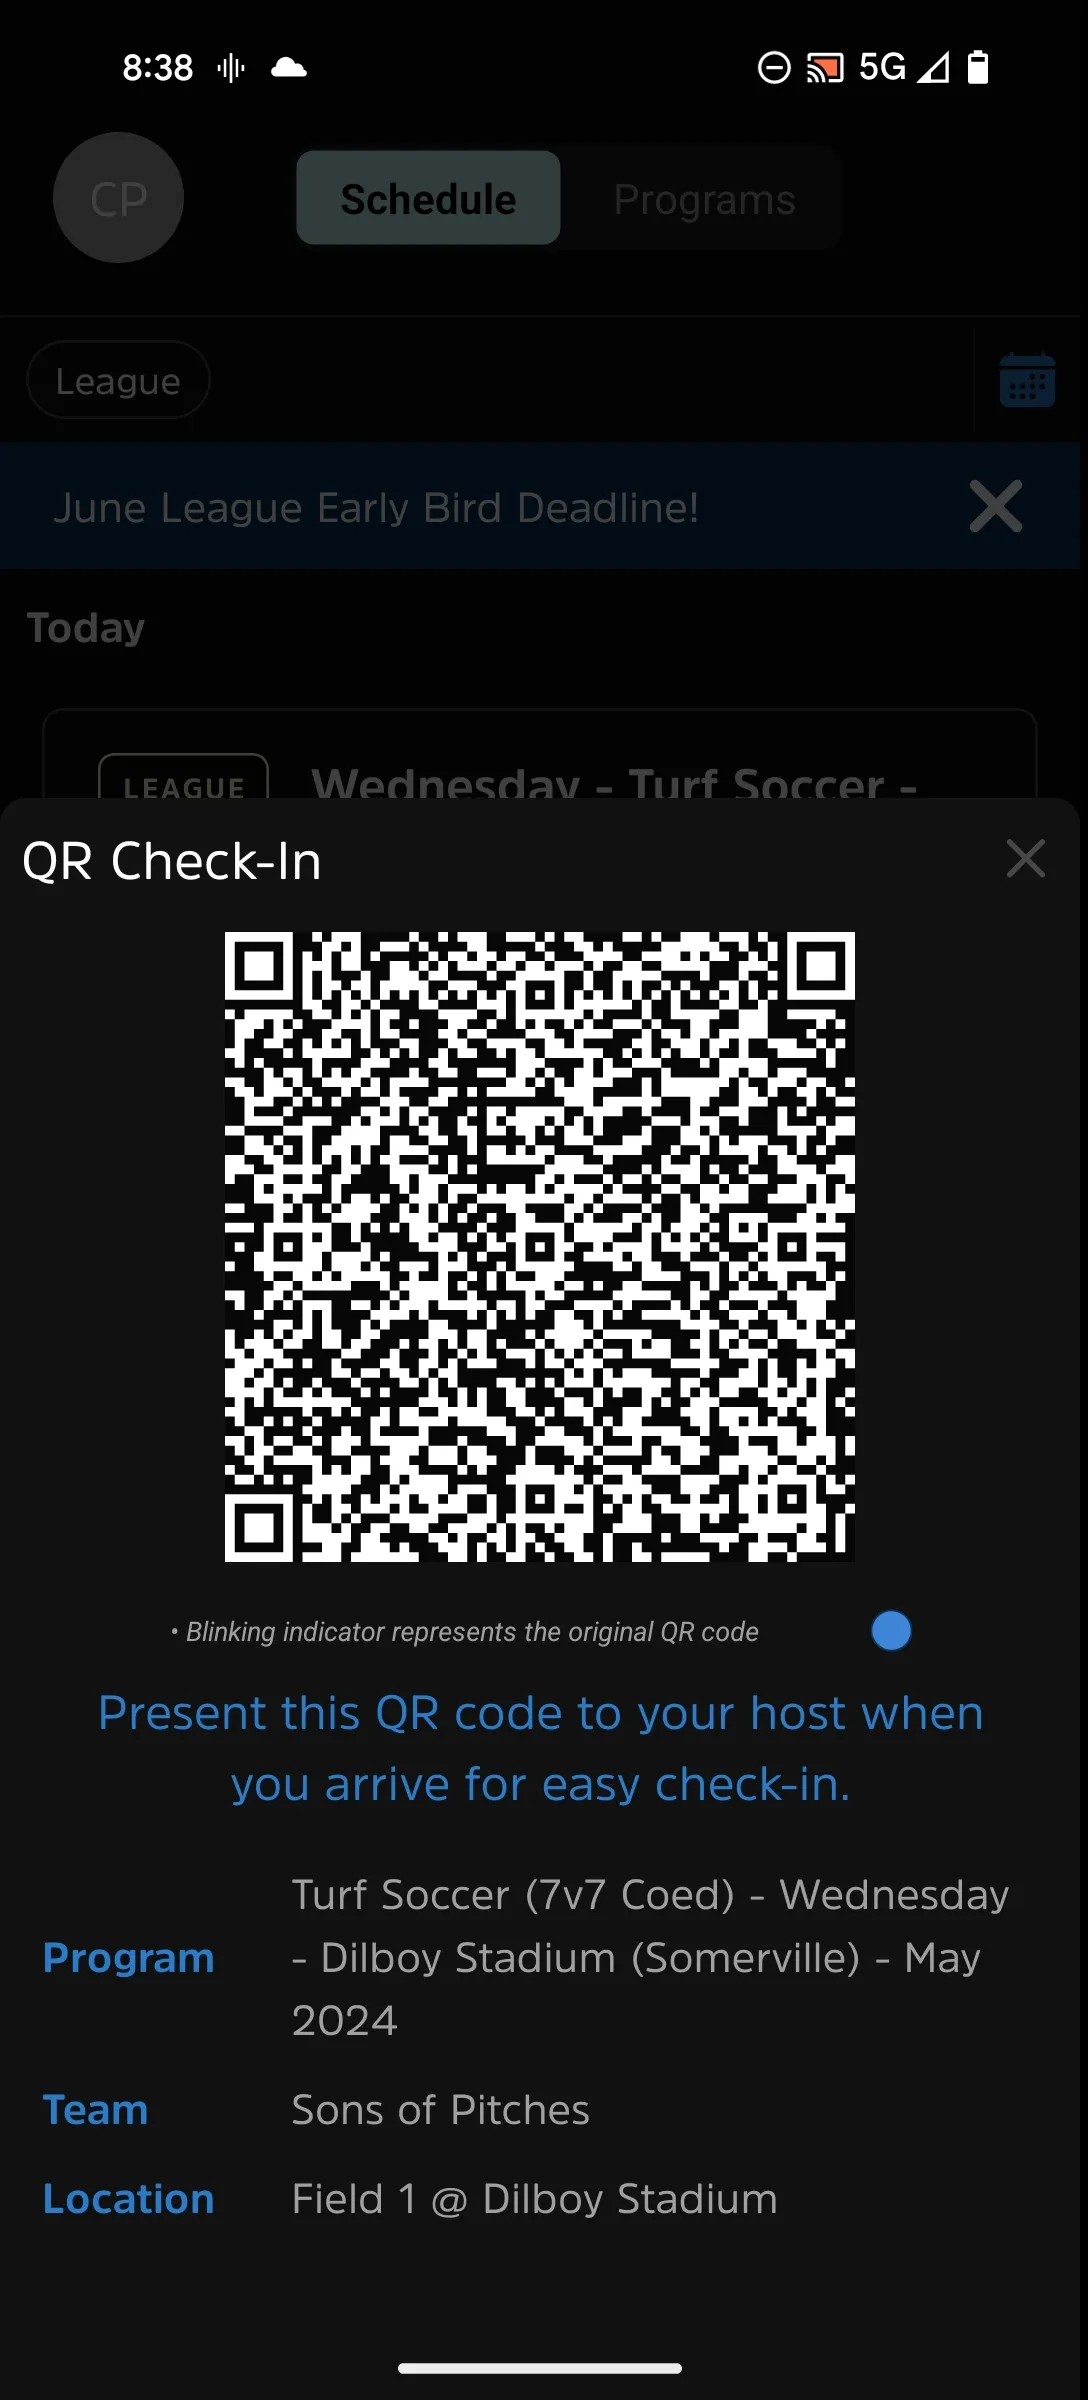 8:38
5G
CP
Schedule
Programs
League
June League Early Bird Deadline!
Today
LEAGUE
Wednesday - Turf Soccer -
QR Check-In
• Blinking indicator represents the original QR code
Present this QR code to your host when
you arrive for easy check-in.
Program
Turf Soccer (7v7 Coed) - Wednesday
- Dilboy Stadium (Somerville) - May
2024
Team
Sons of Pitches
Location
Field 1 @ Dilboy Stadium